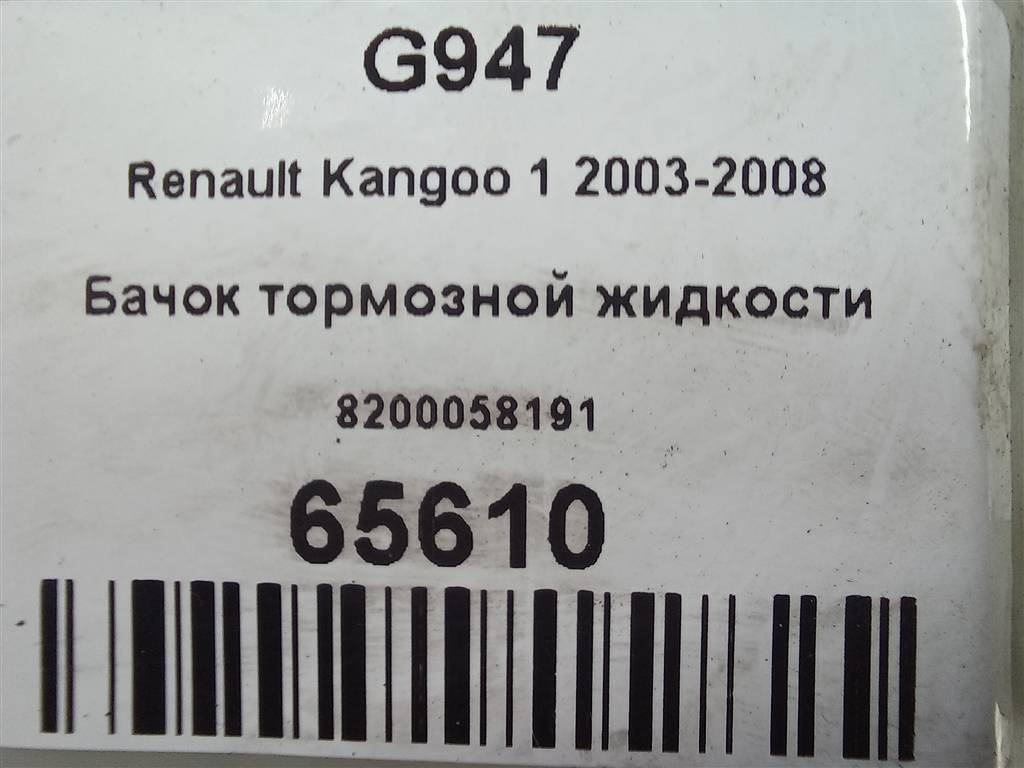 G947
Renault Kangoo 1 2003-2008
Бачок тормозной жидкости
8200058191
65610